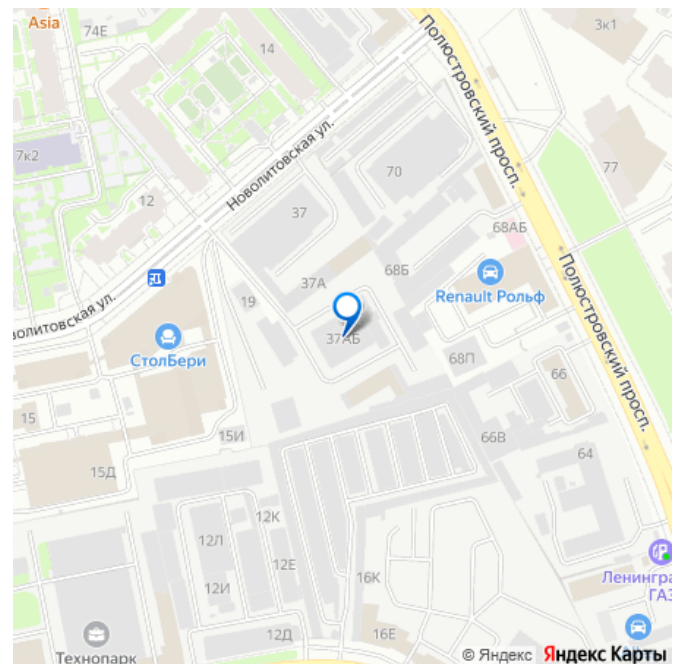 Asia
74Е
14
3к1
Полюстровский просп.
7к2
Новолитовская ул.
70
77
12
37
68АБ
37А
68Б
Renault Рольф
Полюстровский просп.
19
СтолБери
37АБ
68П
66
15
15И
66В
64
15Д
12К
12Л
12Е
12И
16К
Ленингра
ГАЗ
12Д
16Е
Технопарк
© Яндекс Яндекс Карты